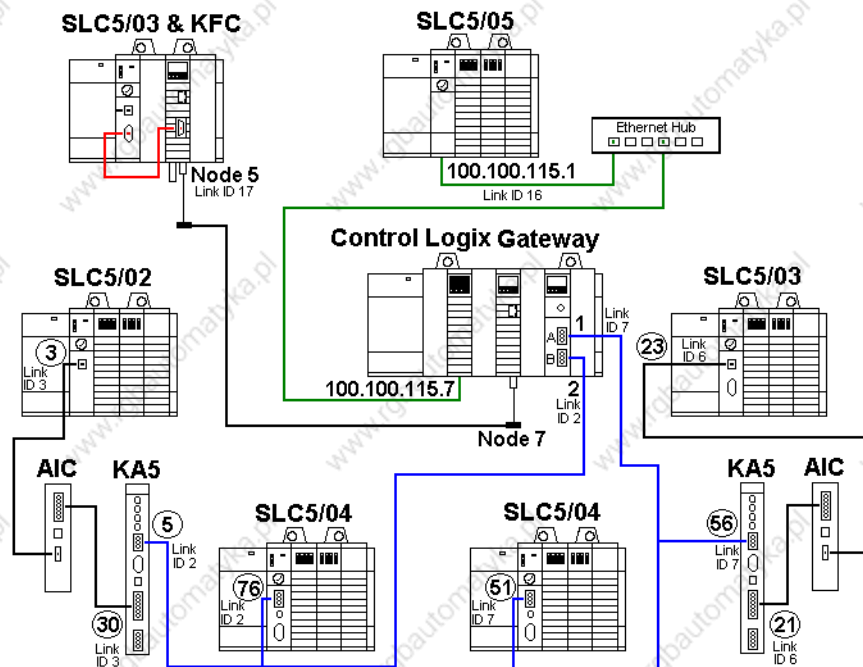 SLC5/03 & KFC
SLC5/05
Ethernet Hub
Node 5
Link ID 17
100.100.115.1
Link ID 16
Control Logix Gateway
SLC5/02
SLC5/03
1
Link
ID 7
A
B
3
Link
ID 3
23
Link
ID 6
100.100.115.7
2
Link
ID 2
Node 7
AIC
KA5
SLC5/04
SLC5/04
KA5
AIC
5
Link
ID 2
76
Link
ID 2
51
Link
ID 7
56
Link
ID 7
30
Link
ID 3
21
Link
ID 6
www.rgbautomatyka.pl